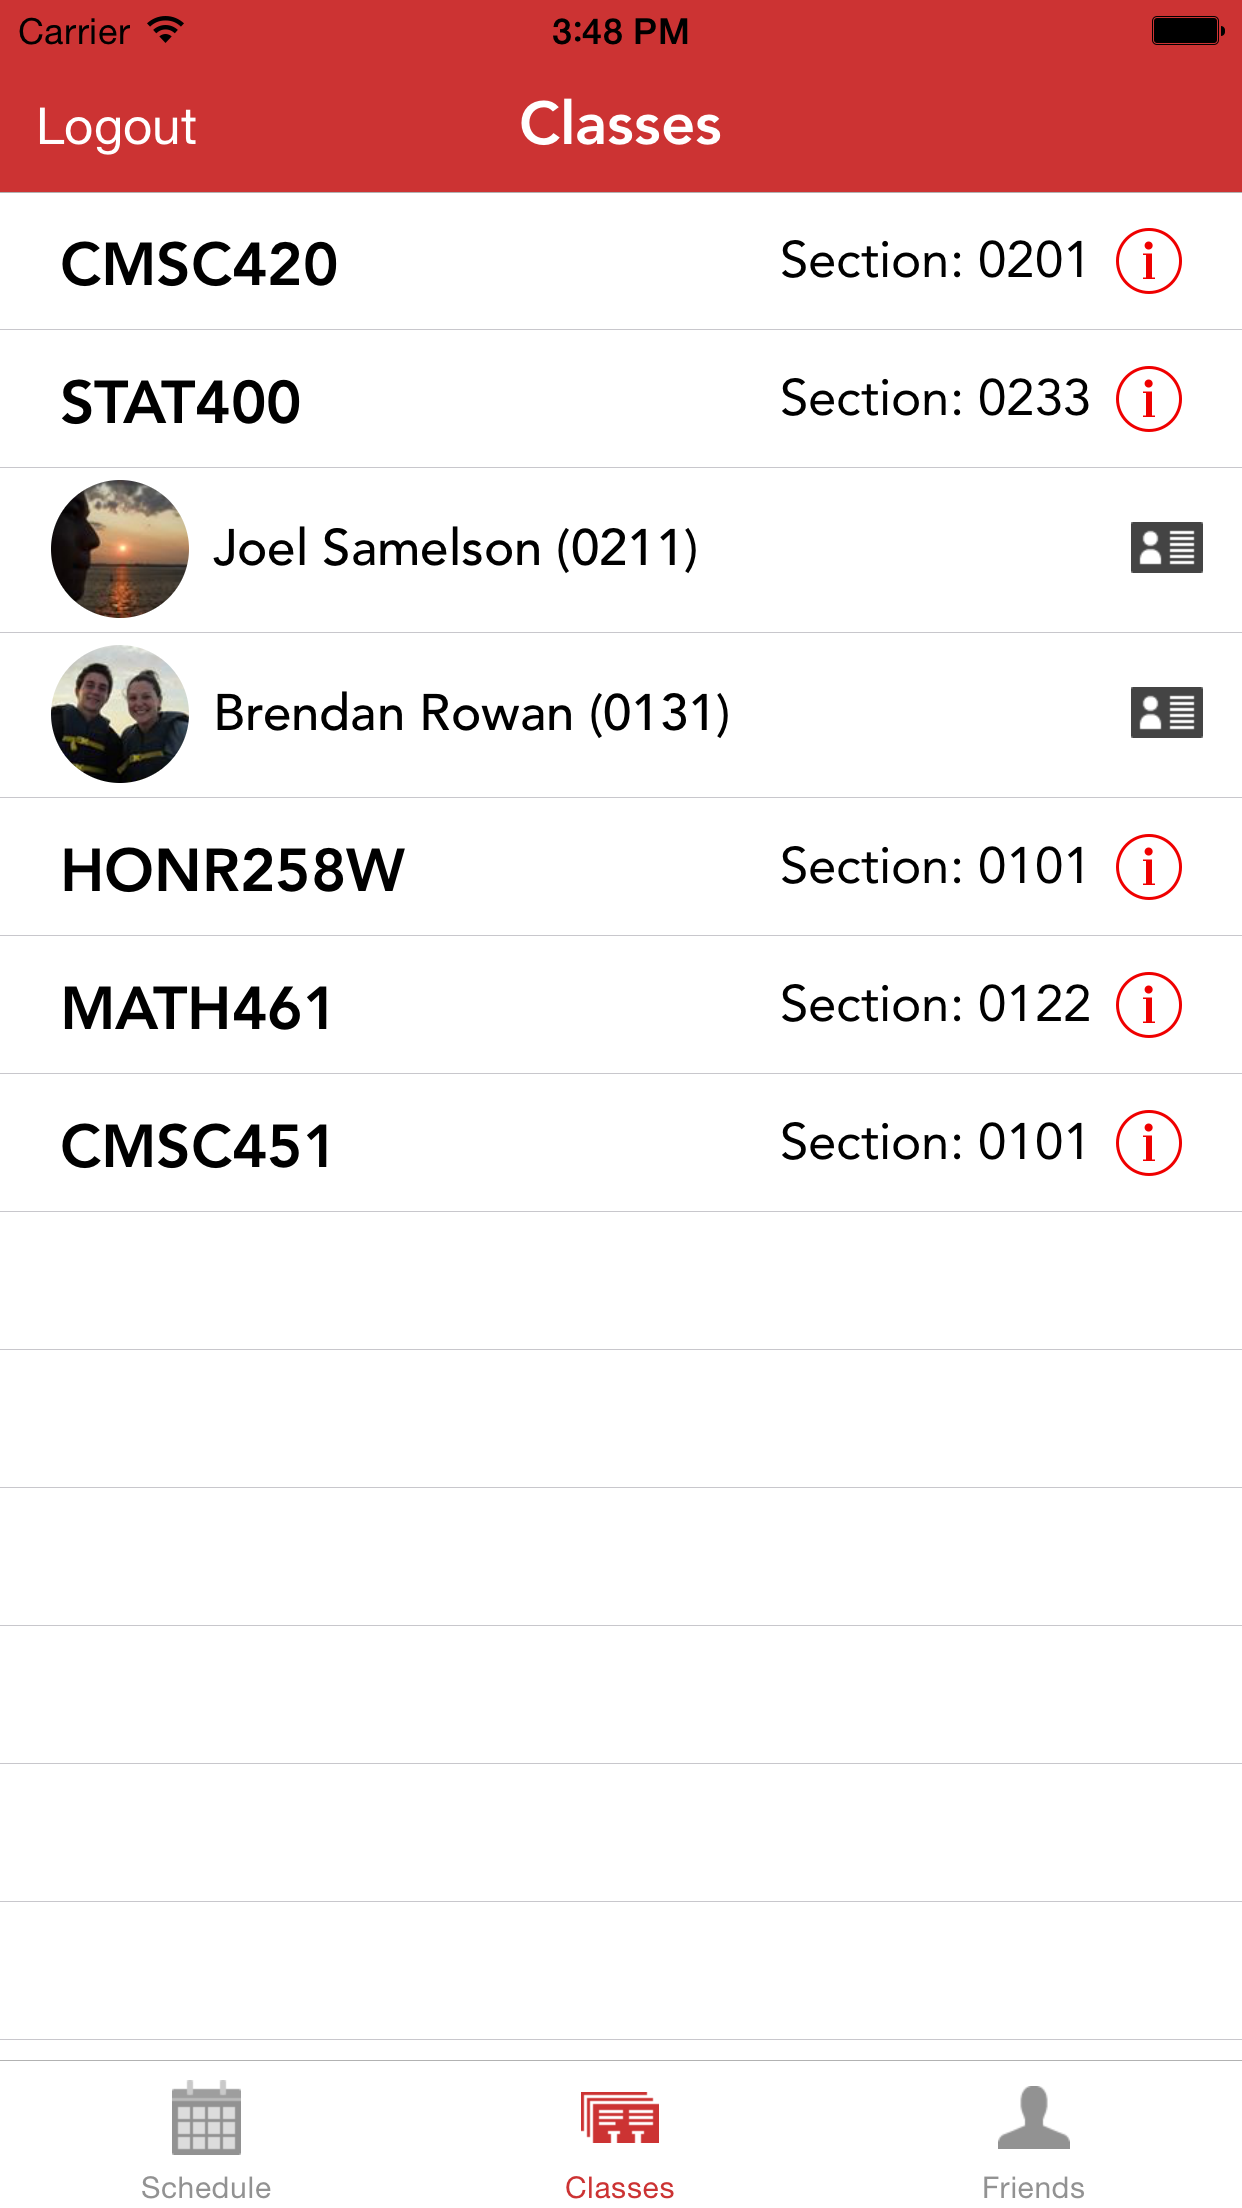 Carrier 3:48 PM
Logout Classes
CMSC420 Section: 0201 i
STAT400 Section: 0233 i
Joel Samelson (0211)
Brendan Rowan (0131)
HONR258W Section: 0101 i
MATH461 Section: 0122 i
CMSC451 Section: 0101 i
Schedule Classes Friends